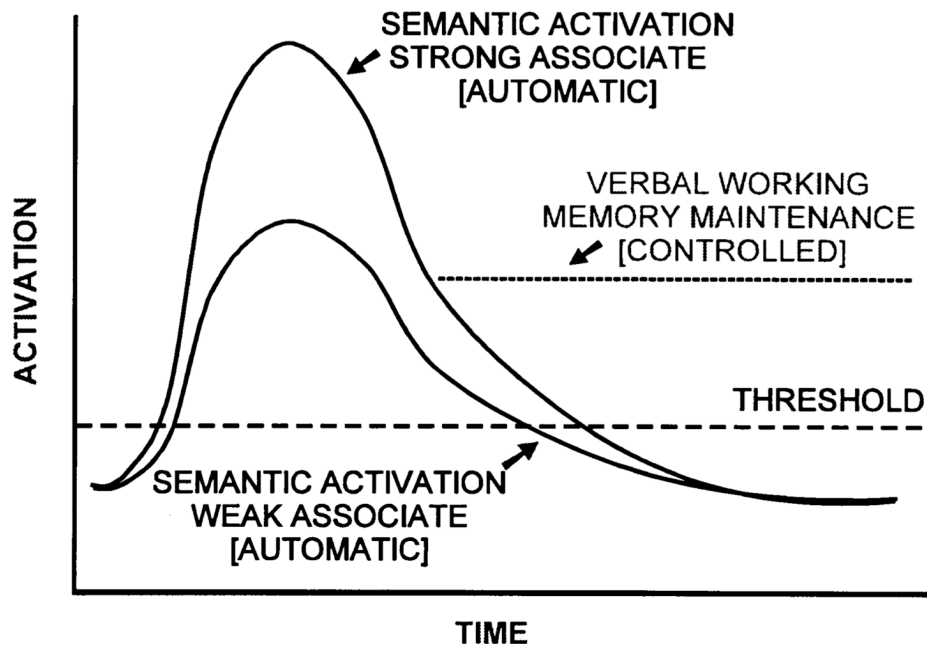 SEMANTIC ACTIVATION
STRONG ASSOCIATE
[AUTOMATIC]
VERBAL WORKING
MEMORY MAINTENANCE
[CONTROLLED]
ACTIVATION
THRESHOLD
SEMANTIC ACTIVATION
WEAK ASSOCIATE
[AUTOMATIC]
TIME